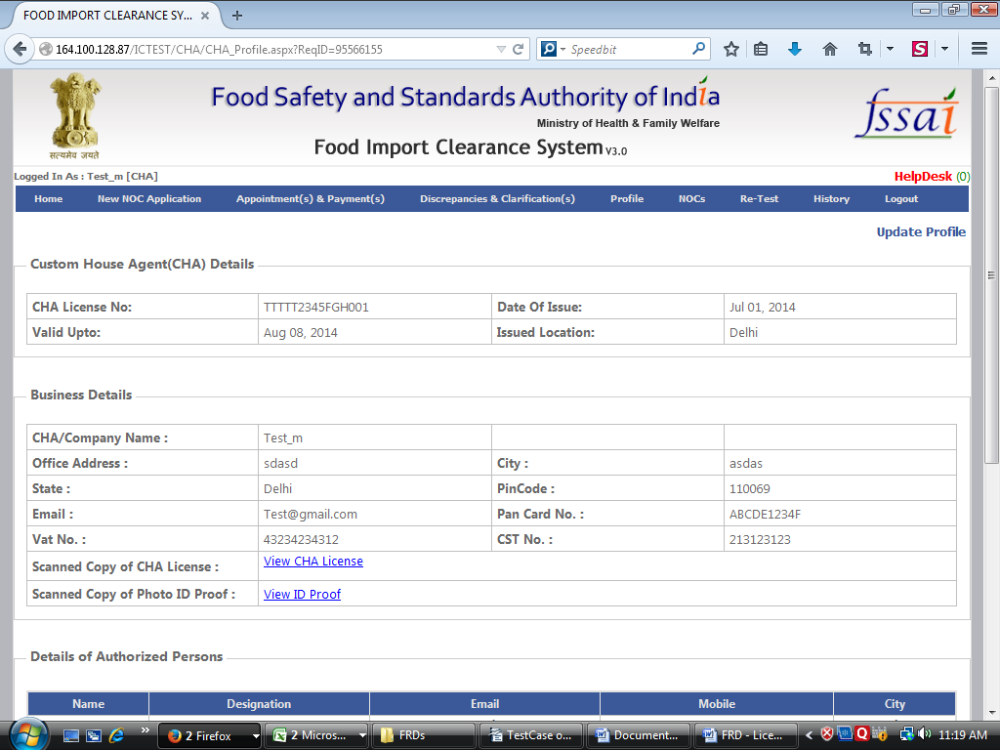 FOOD IMPORT CLEARANCE SY...
164.100.128.87/ICTEST/CHA/CHA_Profile.aspx?ReqID=95566155
Speedbit
S
सत्यमेव जयते
Food Safety and Standards Authority of India
Ministry of Health & Family Welfare
Food Import Clearance System V3.0
fssai
Logged In As : Test_m [CHA]
HelpDesk (0)
Home New NOC Application Appointment(s) & Payment(s) Discrepancies & Clarification(s) Profile NOCs Re-Test History Logout
Update Profile
Custom House Agent(CHA) Details
CHA License No: TTTTT2345FGH001 Date Of Issue: Jul 01, 2014
Valid Upto: Aug 08, 2014 Issued Location: Delhi
Business Details
CHA/Company Name : Test_m
Office Address : sdasd City : asdas
State : Delhi PinCode : 110069
Email : Test@gmail.com Pan Card No. : ABCDE1234F
Vat No. : 43234234312 CST No. : 213123123
Scanned Copy of CHA License : View CHA License
Scanned Copy of Photo ID Proof : View ID Proof
Details of Authorized Persons
Name Designation Email Mobile City
2 Firefox 2 Micros... FRDs TestCase o... Document... FRD - Lice... 11:19 AM